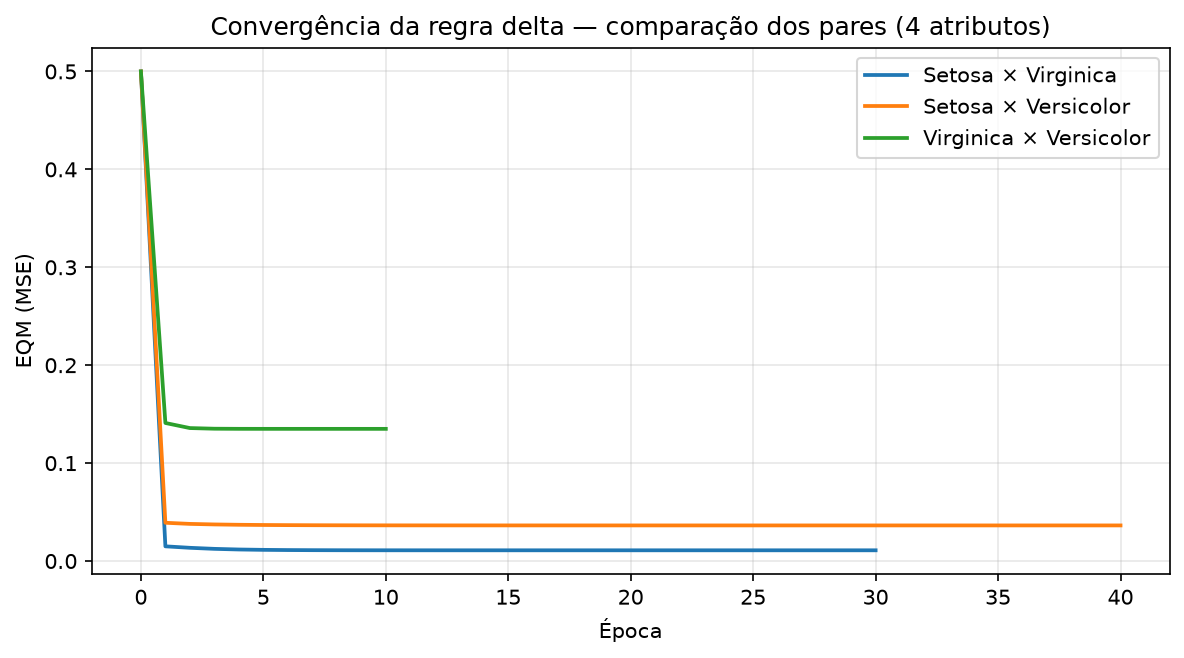 Convergência da regra delta — comparação dos pares (4 atributos)
Setosa × Virginica
Setosa × Versicolor
Virginica × Versicolor
EQM (MSE)
0.5
0.4
0.3
0.2
0.1
0.0
0 5 10 15 20 25 30 35 40
Época